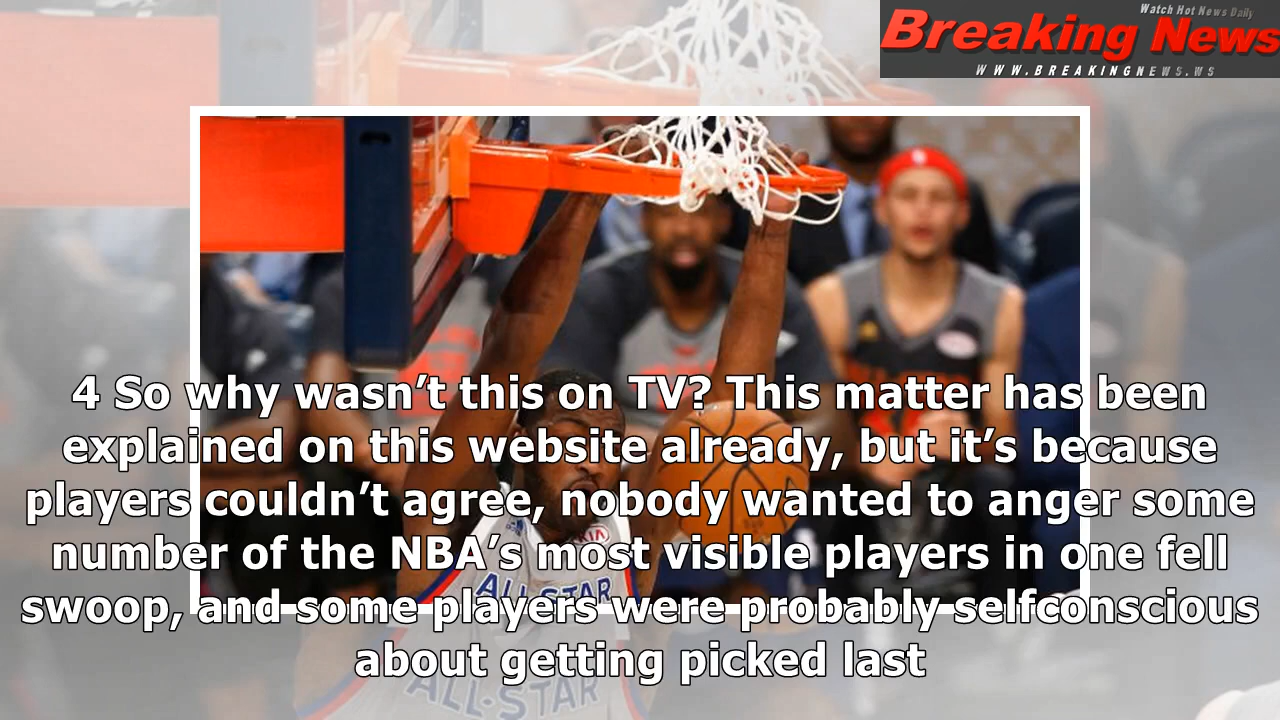 Watch Hot News Daily
Breaking News
WWW.BREAKINGNEWS.WS
4 So why wasn’t this on TV? This matter has been
explained on this website already, but it’s because
players couldn’t agree, nobody wanted to anger some
number of the NBA’s most visible players in one fell
swoop, and some players were probably selfconscious
about getting picked last
KIA
ALL-STAR
ALL-STAR